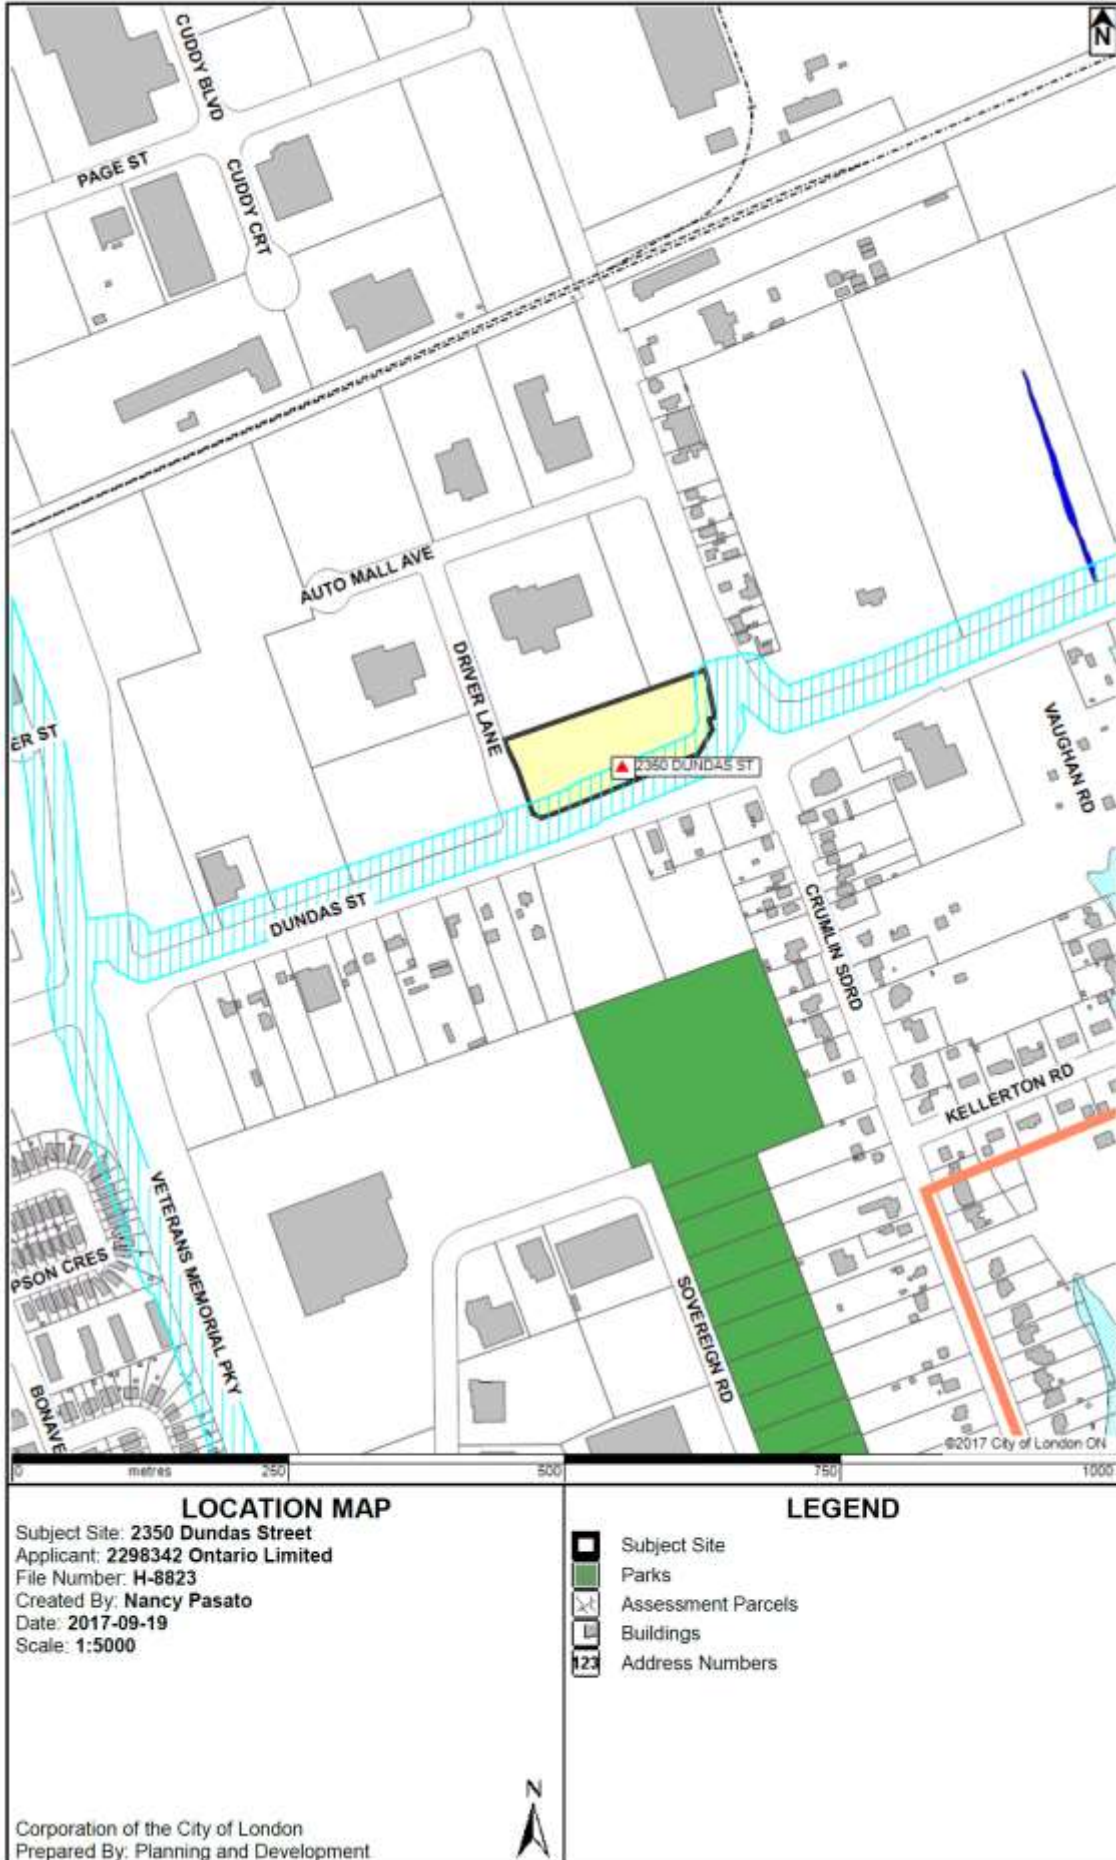 N
CUDDY BLVD
PAGE ST
CUDDY CRT
AUTO MALL AVE
DRIVER LANE
ER ST
2350 DUNDAS ST
VAUGHAN RD
DUNDAS ST
CRUMLIN SDRD
KELLERTON RD
VETERANS MEMORIAL PKY
PSON CRES
SOVEREIGN RD
BONAVE
©2017 City of London ON
0 metres 250 500 750 1000
LOCATION MAP
Subject Site: 2350 Dundas Street
Applicant: 2298342 Ontario Limited
File Number: H-8823
Created By: Nancy Pasato
Date: 2017-09-19
Scale: 1:5000
N
Corporation of the City of London
Prepared By: Planning and Development
LEGEND
Subject Site
Parks
Assessment Parcels
Buildings
123 Address Numbers